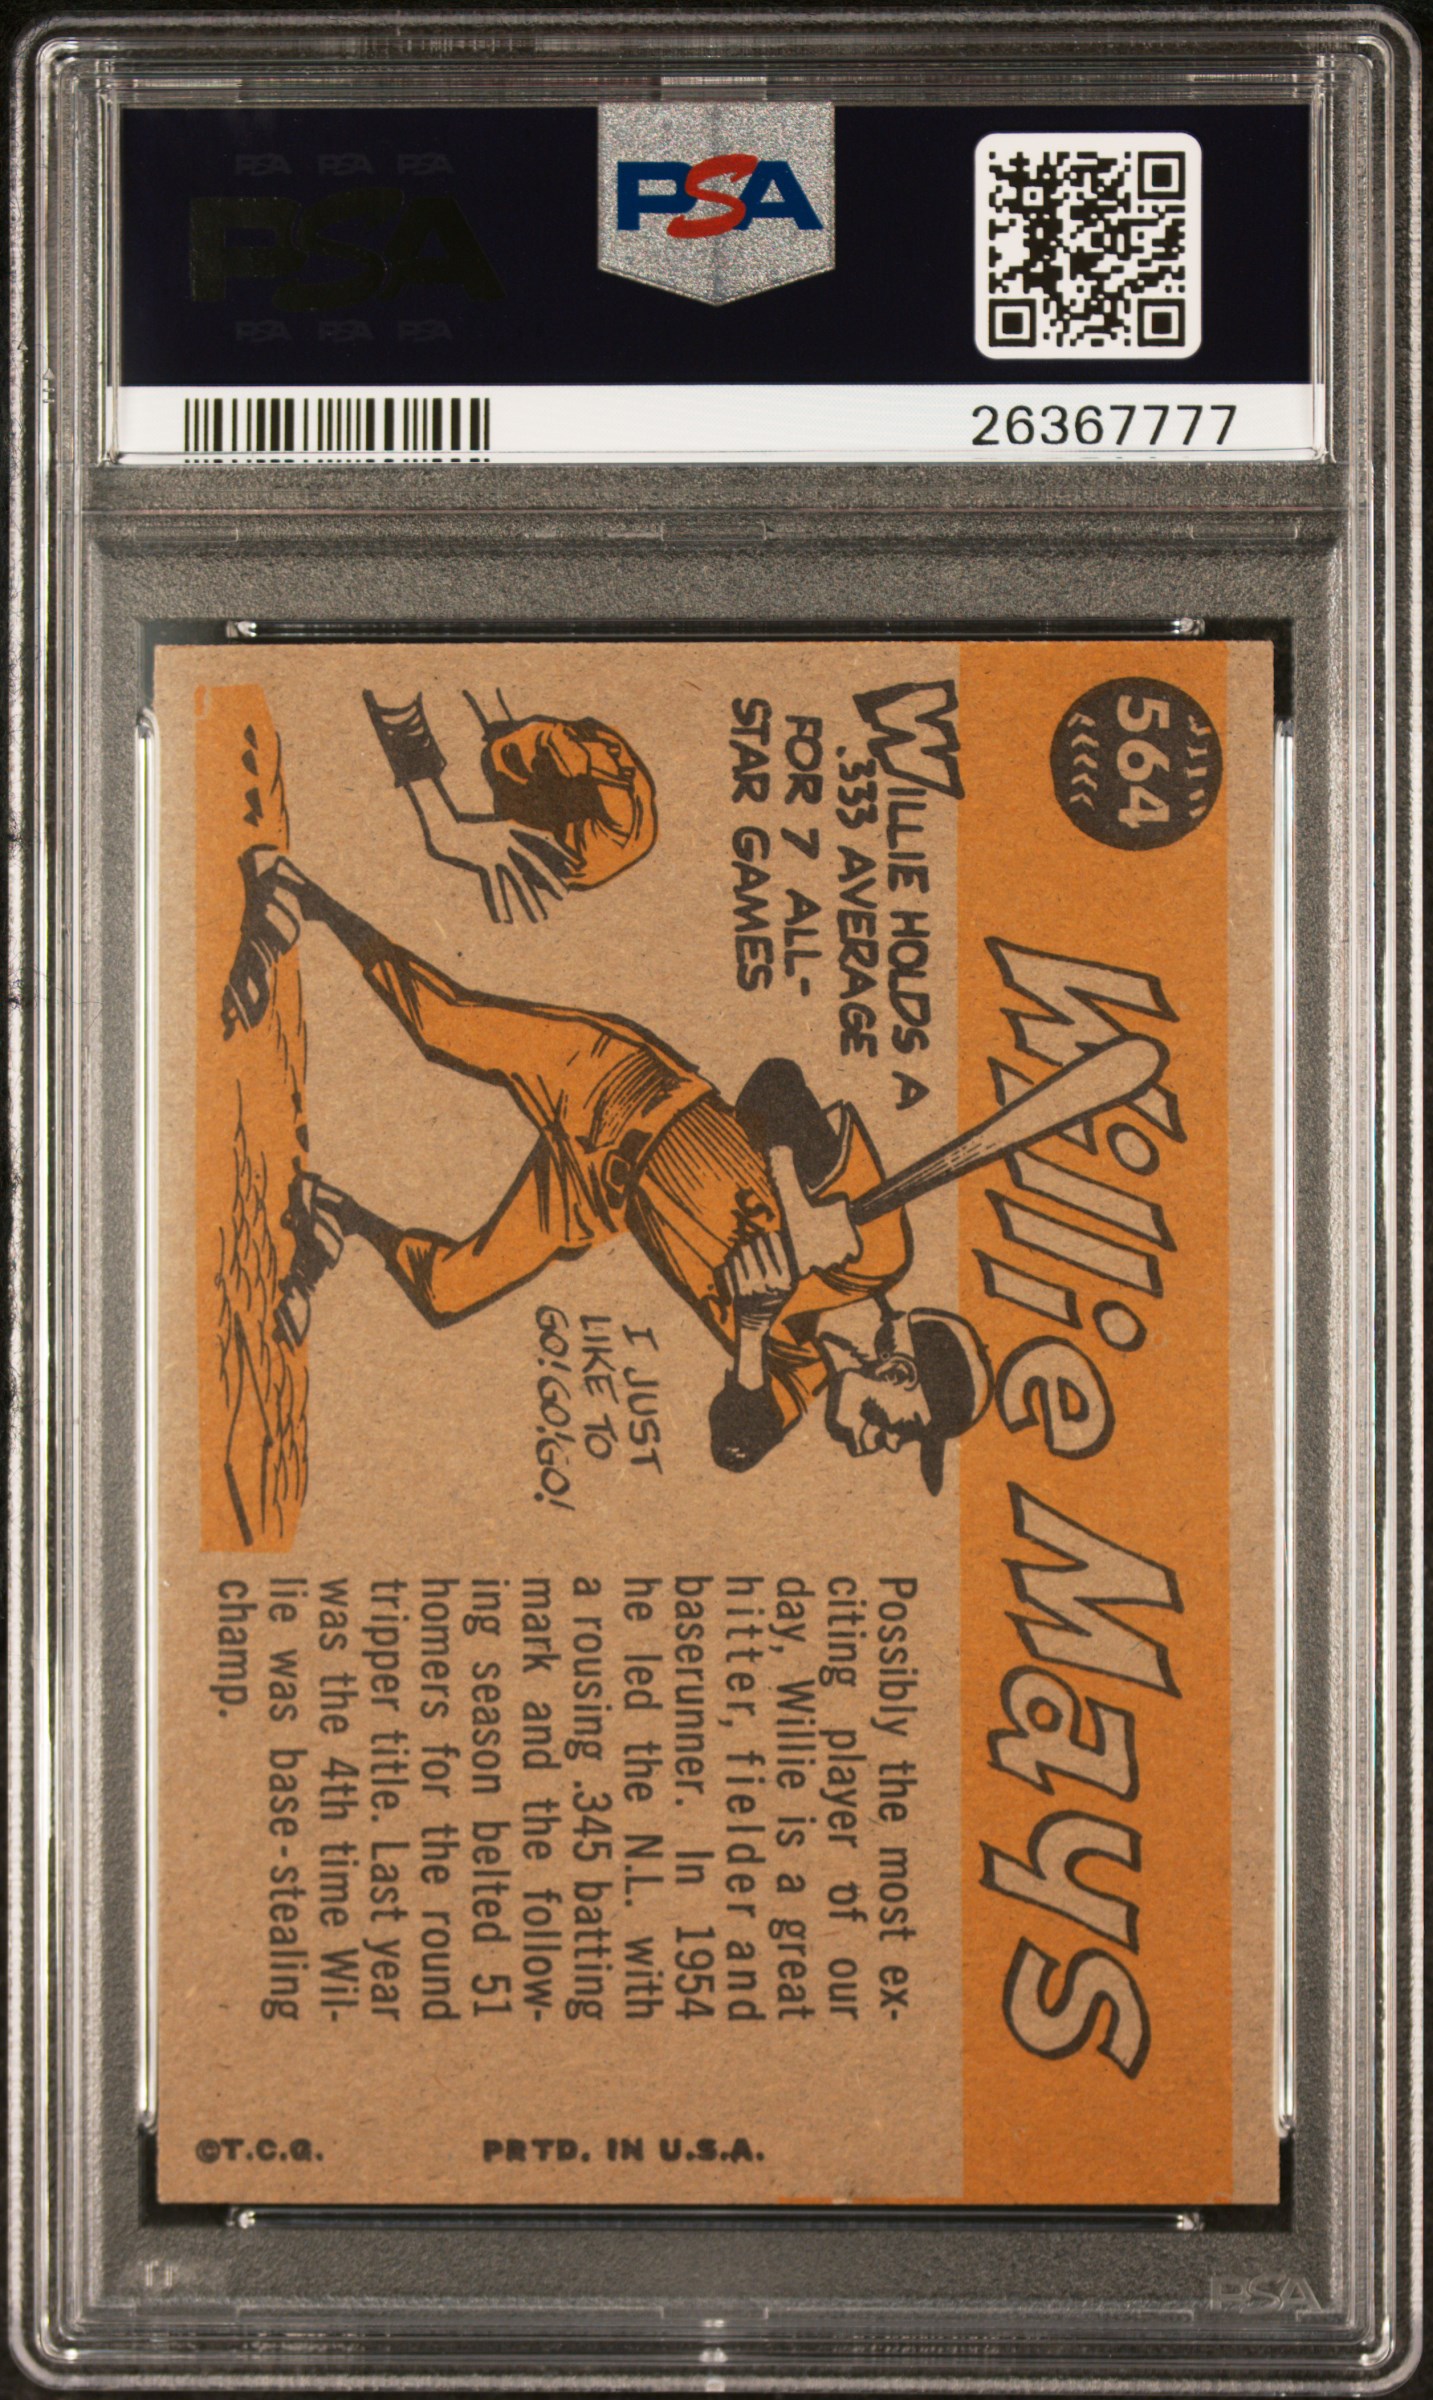 PSA PSA PSA
PSA
PSA PSA PSA
PSA
26367777
564
Willie Mays
WILLIE HOLDS A
.333 AVERAGE
FOR 7 ALL-
STAR GAMES
I JUST
LIKE TO
GO! GO! GO!
Possibly the most ex-
citing player of our
day, Willie is a great
hitter, fielder and
baserunner. In 1954
he led the N.L. with
a rousing .345 batting
mark and the follow-
ing season belted 51
homers for the round
tripper title. Last year
was the 4th time Wil-
lie was base-stealing
champ.
©T.C.G.
PRTD. IN U.S.A.
PSA